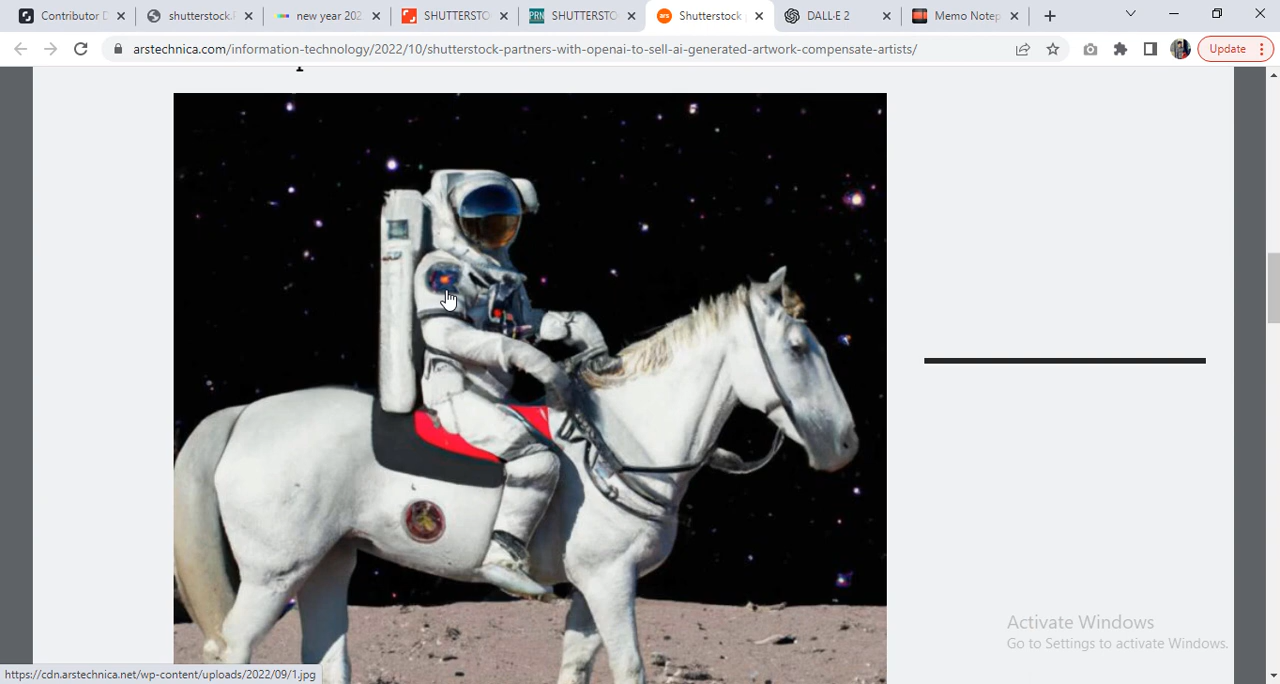 Contributor D
shutterstock.
new year 202
SHUTTERSTO
PRN
SHUTTERSTO
ars
Shutterstock
DALL·E 2
Memo Notep
arstechnica.com/information-technology/2022/10/shutterstock-partners-with-openai-to-sell-ai-generated-artwork-compensate-artists/
Update
Activate Windows
Go to Settings to activate Windows.
https://cdn.arstechnica.net/wp-content/uploads/2022/09/1.jpg